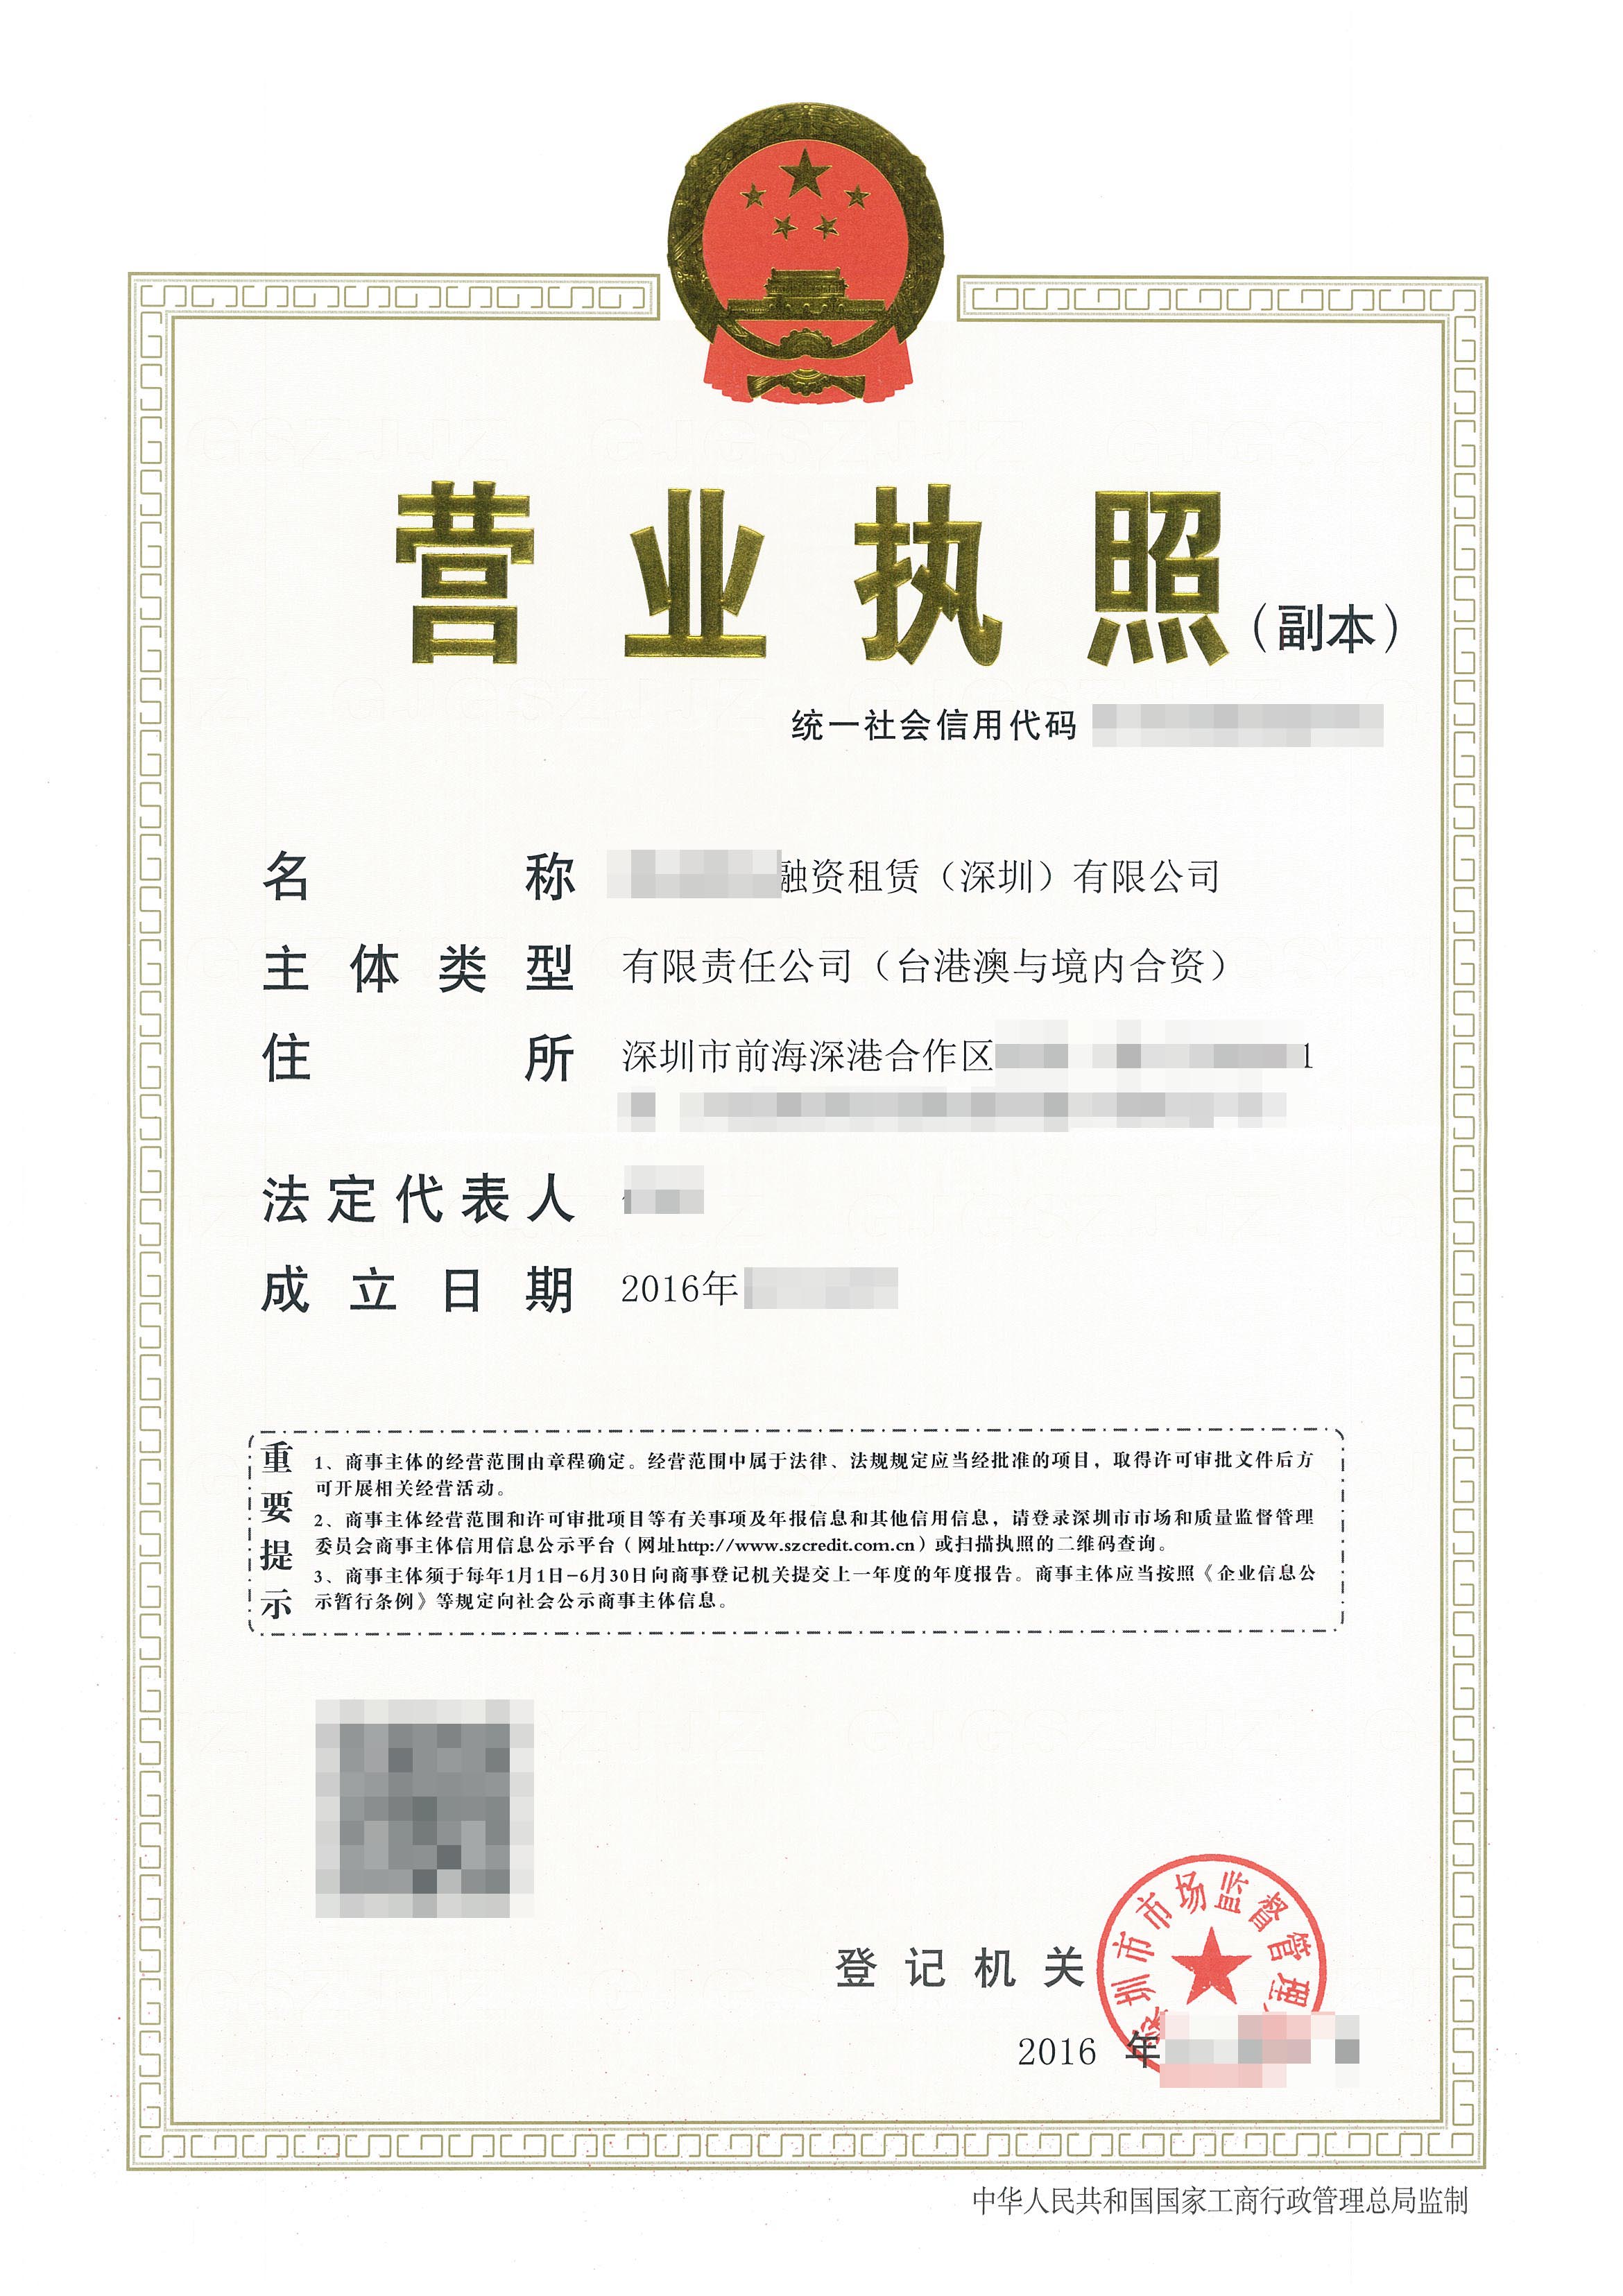 营业执照（副本）
统一社会信用代码
名称 融资租赁（深圳）有限公司
主体类型 有限责任公司（台港澳与境内合资）
住所 深圳市前海深港合作区 1
法定代表人
成立日期 2016年
重要提示
1、商事主体的经营范围由章程确定。经营范围中属于法律、法规规定应当经批准的项目，取得许可审批文件后方
可开展相关经营活动。
2、商事主体经营范围和许可审批项目等有关事项及年报信息和其他信用信息，请登录深圳市市场和质量监督管理
委员会商事主体信用信息公示平台（网址http://www.szcredit.com.cn）或扫描执照的二维码查询。
3、商事主体须于每年1月1日-6月30日向商事登记机关提交上一年度的年度报告。商事主体应当按照《企业信息公
示暂行条例》等规定向社会公示商事主体信息。
登记机关
圳市市场监督管理
2016 年
中华人民共和国国家工商行政管理总局监制